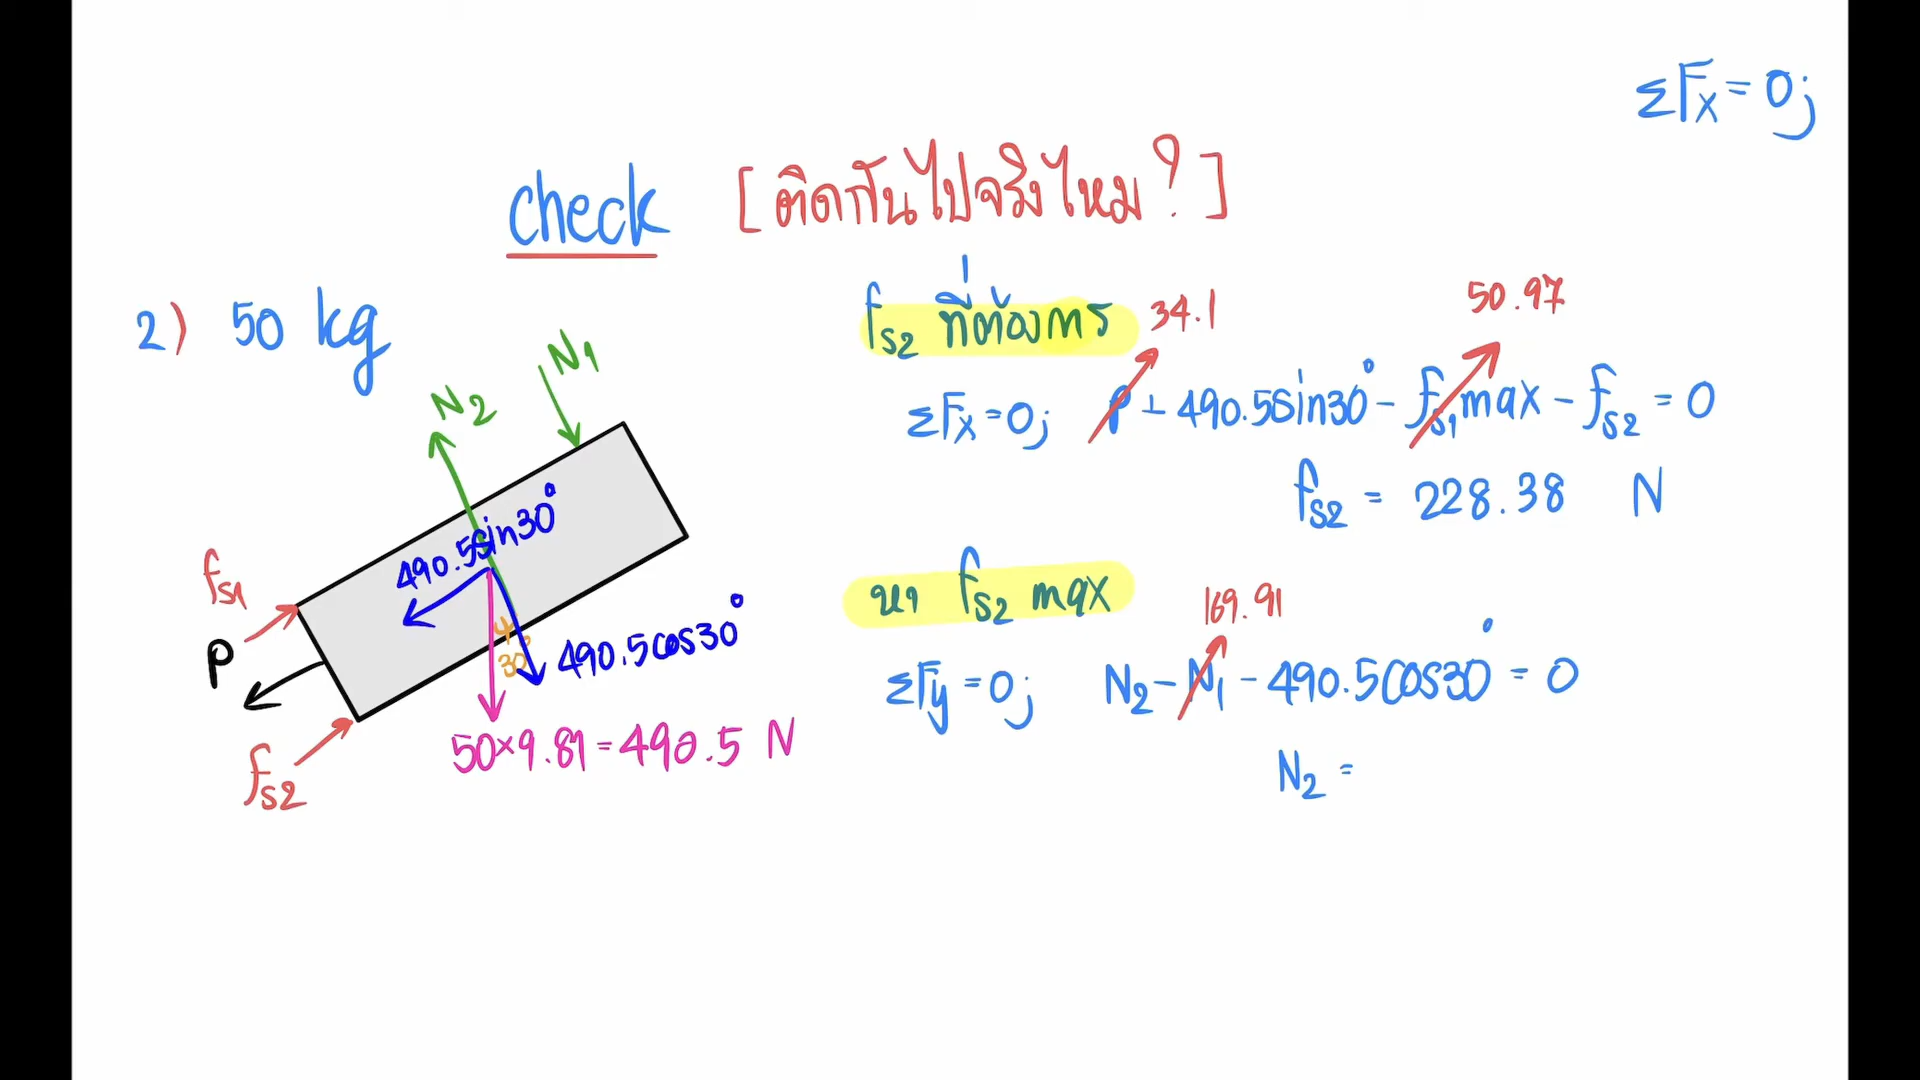 ΣFx = 0;
check [ติดกันไปจริงไหม?]
2) 50 kg
N2
N1
490.5sin30°
fs1
P
fs2
30°
490.5cos30°
50×9.81 = 490.5 N
fs2 ที่ต้องการ
34.1
50.97
ΣFx = 0; P + 490.5sin30° - fs1max - fs2 = 0
fs2 = 228.38 N
หา fs2 max
169.91
ΣFy = 0; N2 - N1 - 490.5cos30° = 0
N2 =